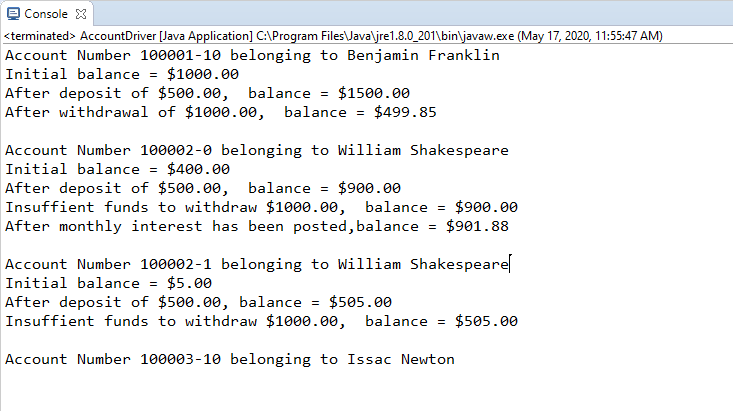 Console
<terminated> AccountDriver [Java Application] C:\Program Files\Java\jre1.8.0_201\bin\javaw.exe (May 17, 2020, 11:55:47 AM)
Account Number 100001-10 belonging to Benjamin Franklin
Initial balance = $1000.00
After deposit of $500.00,  balance = $1500.00
After withdrawal of $1000.00,  balance = $499.85

Account Number 100002-0 belonging to William Shakespeare
Initial balance = $400.00
After deposit of $500.00,  balance = $900.00
Insuffient funds to withdraw $1000.00,  balance = $900.00
After monthly interest has been posted,balance = $901.88

Account Number 100002-1 belonging to William Shakespeare
Initial balance = $5.00
After deposit of $500.00, balance = $505.00
Insuffient funds to withdraw $1000.00,  balance = $505.00

Account Number 100003-10 belonging to Issac Newton